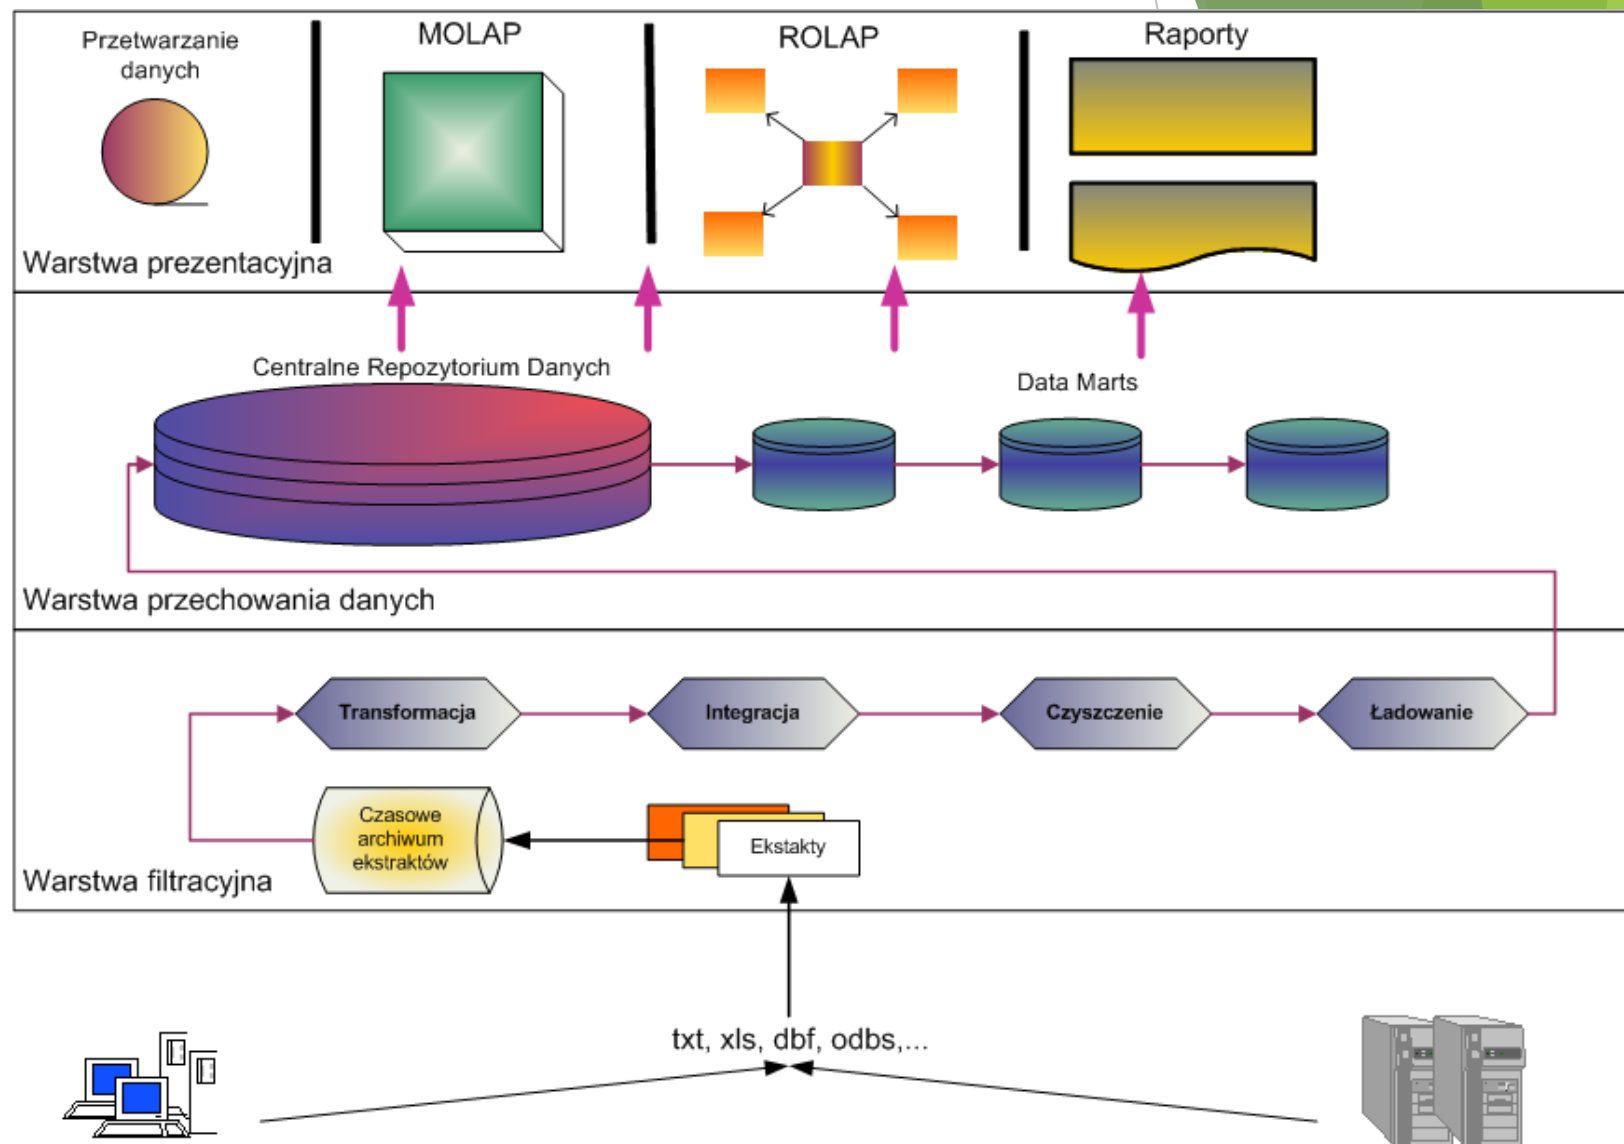 Przetwarzanie
danych
MOLAP
ROLAP
Raporty
Warstwa prezentacyjna
Centralne Repozytorium Danych
Data Marts
Warstwa przechowania danych
Transformacja
Integracja
Czyszczenie
Ładowanie
Czasowe
archiwum
ekstraktów
Ekstakty
Warstwa filtracyjna
txt, xls, dbf, odbs,...